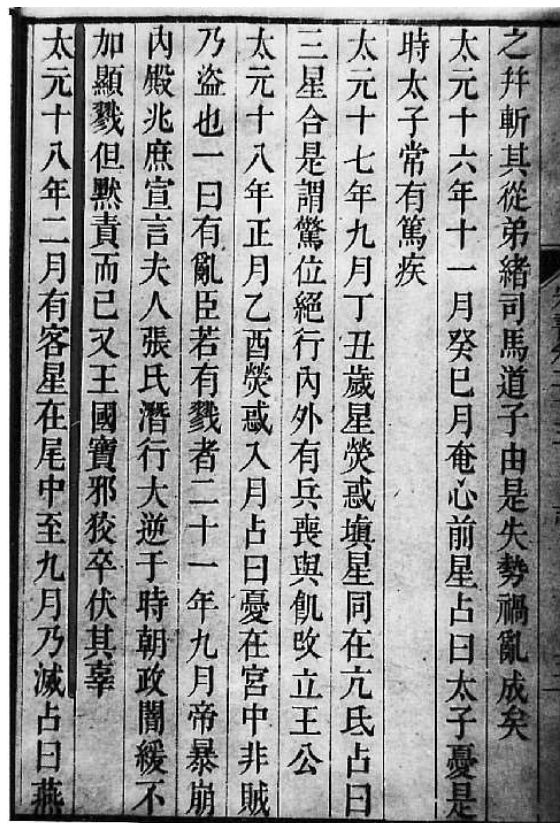 之幷斬其從弟緒司馬道子由是失勢禍亂成矣
太元十六年十一月癸巳月奄心前星占曰太子憂是
時太子常有篤疾
太元十七年九月丁丑歲星熒惑填星同在亢氐占曰
三星合是謂驚位絕行內外有兵喪與飢改立王公
太元十八年正月乙酉熒惑入月占曰憂在宮中非賊
乃盜也一曰有亂臣若有戮者二十一年九月帝暴崩
內殿兆庶宣言夫人張氏潛行大逆于時朝政闇緩不
加顯戮但默責而已又王國寶邪狡卒伏其辜
太元十八年二月有客星在尾中至九月乃滅占曰燕